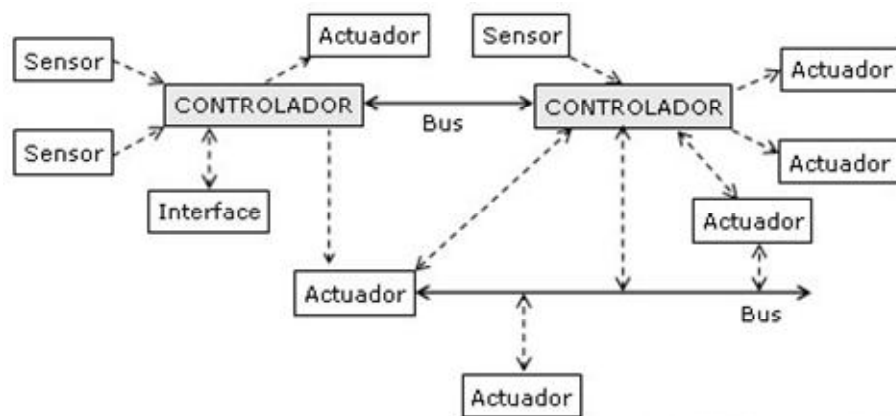 Actuador
Sensor
Sensor
Actuador
CONTROLADOR
CONTROLADOR
Bus
Sensor
Actuador
Interface
Actuador
Actuador
Bus
Actuador